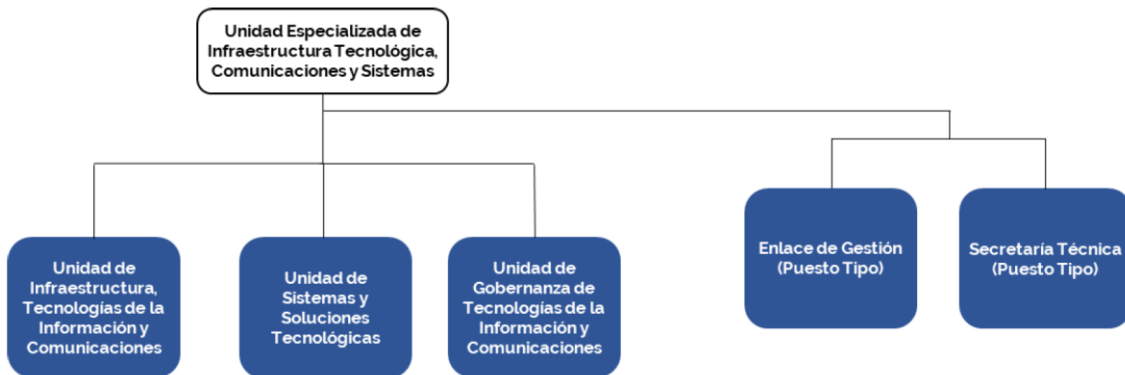 Unidad Especializada de
Infraestructura Tecnológica,
Comunicaciones y Sistemas
Unidad de
Infraestructura,
Tecnologías de la
Información y
Comunicaciones
Unidad de
Sistemas y
Soluciones
Tecnológicas
Unidad de
Gobernanza de
Tecnologías de la
Información y
Comunicaciones
Enlace de Gestión
(Puesto Tipo)
Secretaría Técnica
(Puesto Tipo)